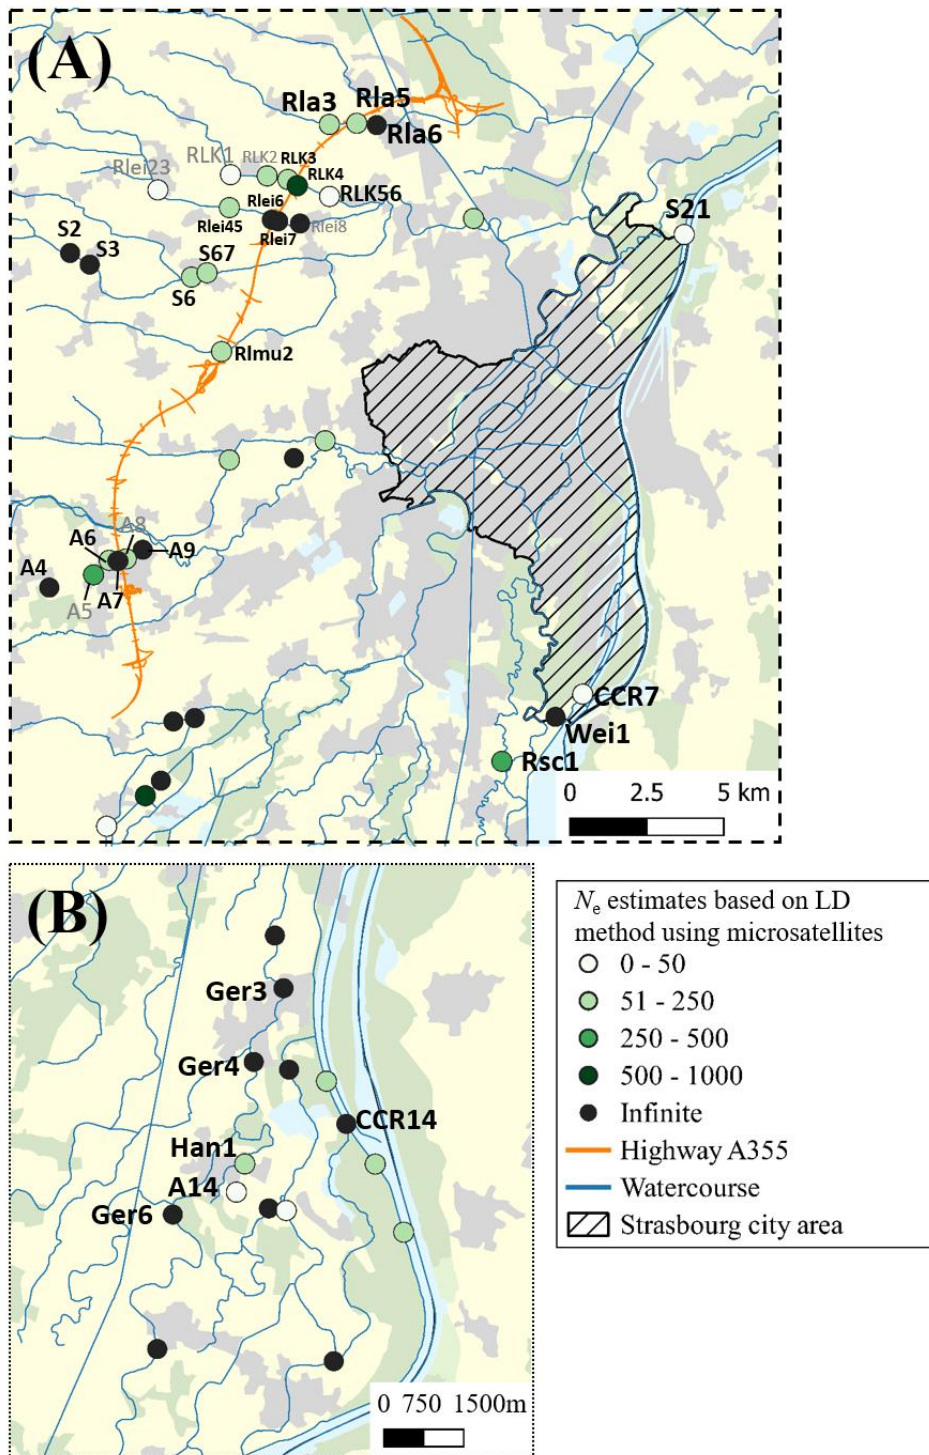 (A)
Rla3
Rla5
Rla6
RLK1
RLK2
RLK3
RLK4
Rlei23
RLK56
Rlei6
Rlei45
Rlei7
Rlei8
S21
S2
S3
S67
S6
Rlmu2
A8
A6
A9
A4
A5
A7
CCR7
Wei1
Rsc1
0 2.5 5 km
(B)
Ger3
Ger4
CCR14
Han1
A14
Ger6
0 750 1500m
Ne estimates based on LD
method using microsatellites
0 - 50
51 - 250
250 - 500
500 - 1000
Infinite
Highway A355
Watercourse
Strasbourg city area